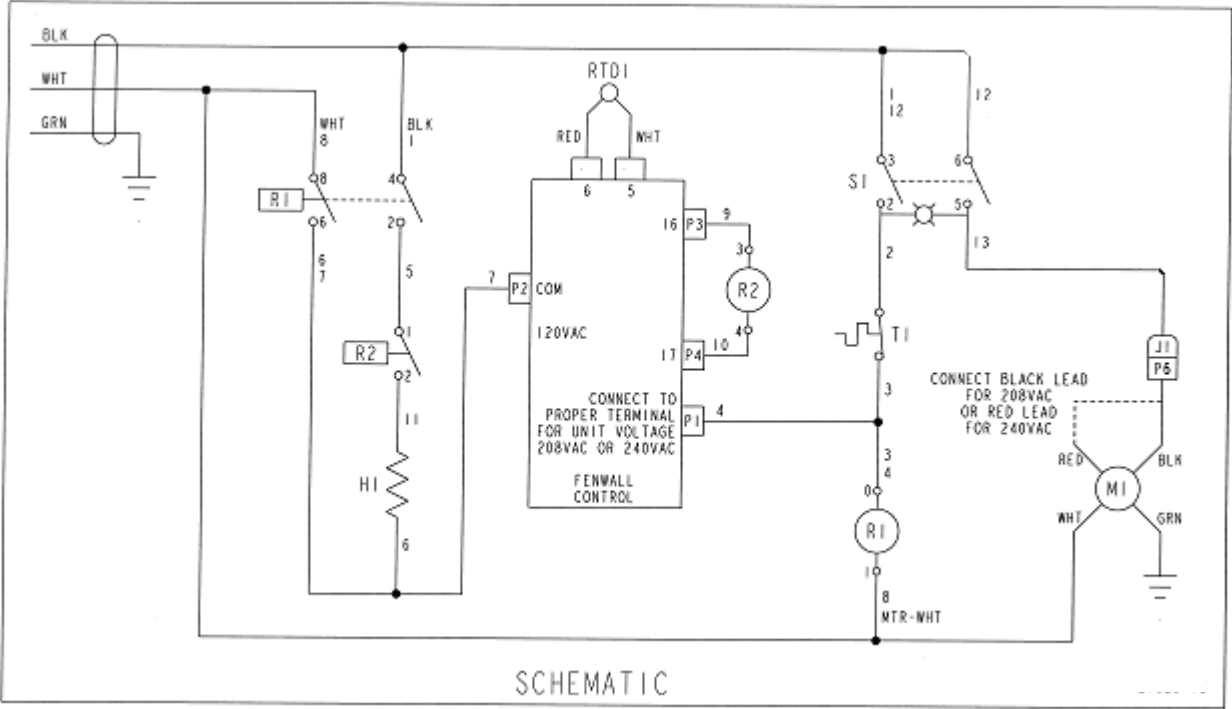 BLK
WHT
GRN
WHT
8
BLK
1
RTD1
RED
WHT
6
5
1
12
12
8
4
R1
6
2
6
7
5
16
P3
9
3
R2
4
10
17
P4
7
P2
COM
120VAC
CONNECT TO
PROPER TERMINAL
FOR UNIT VOLTAGE
208VAC OR 240VAC
P1
4
FENWALL
CONTROL
1
R2
2
11
H1
6
3
6
S1
2
5
2
13
T1
3
3
4
0
R1
1
8
MTR-WHT
J1
P6
CONNECT BLACK LEAD
FOR 208VAC
OR RED LEAD
FOR 240VAC
RED
BLK
M1
WHT
GRN
SCHEMATIC